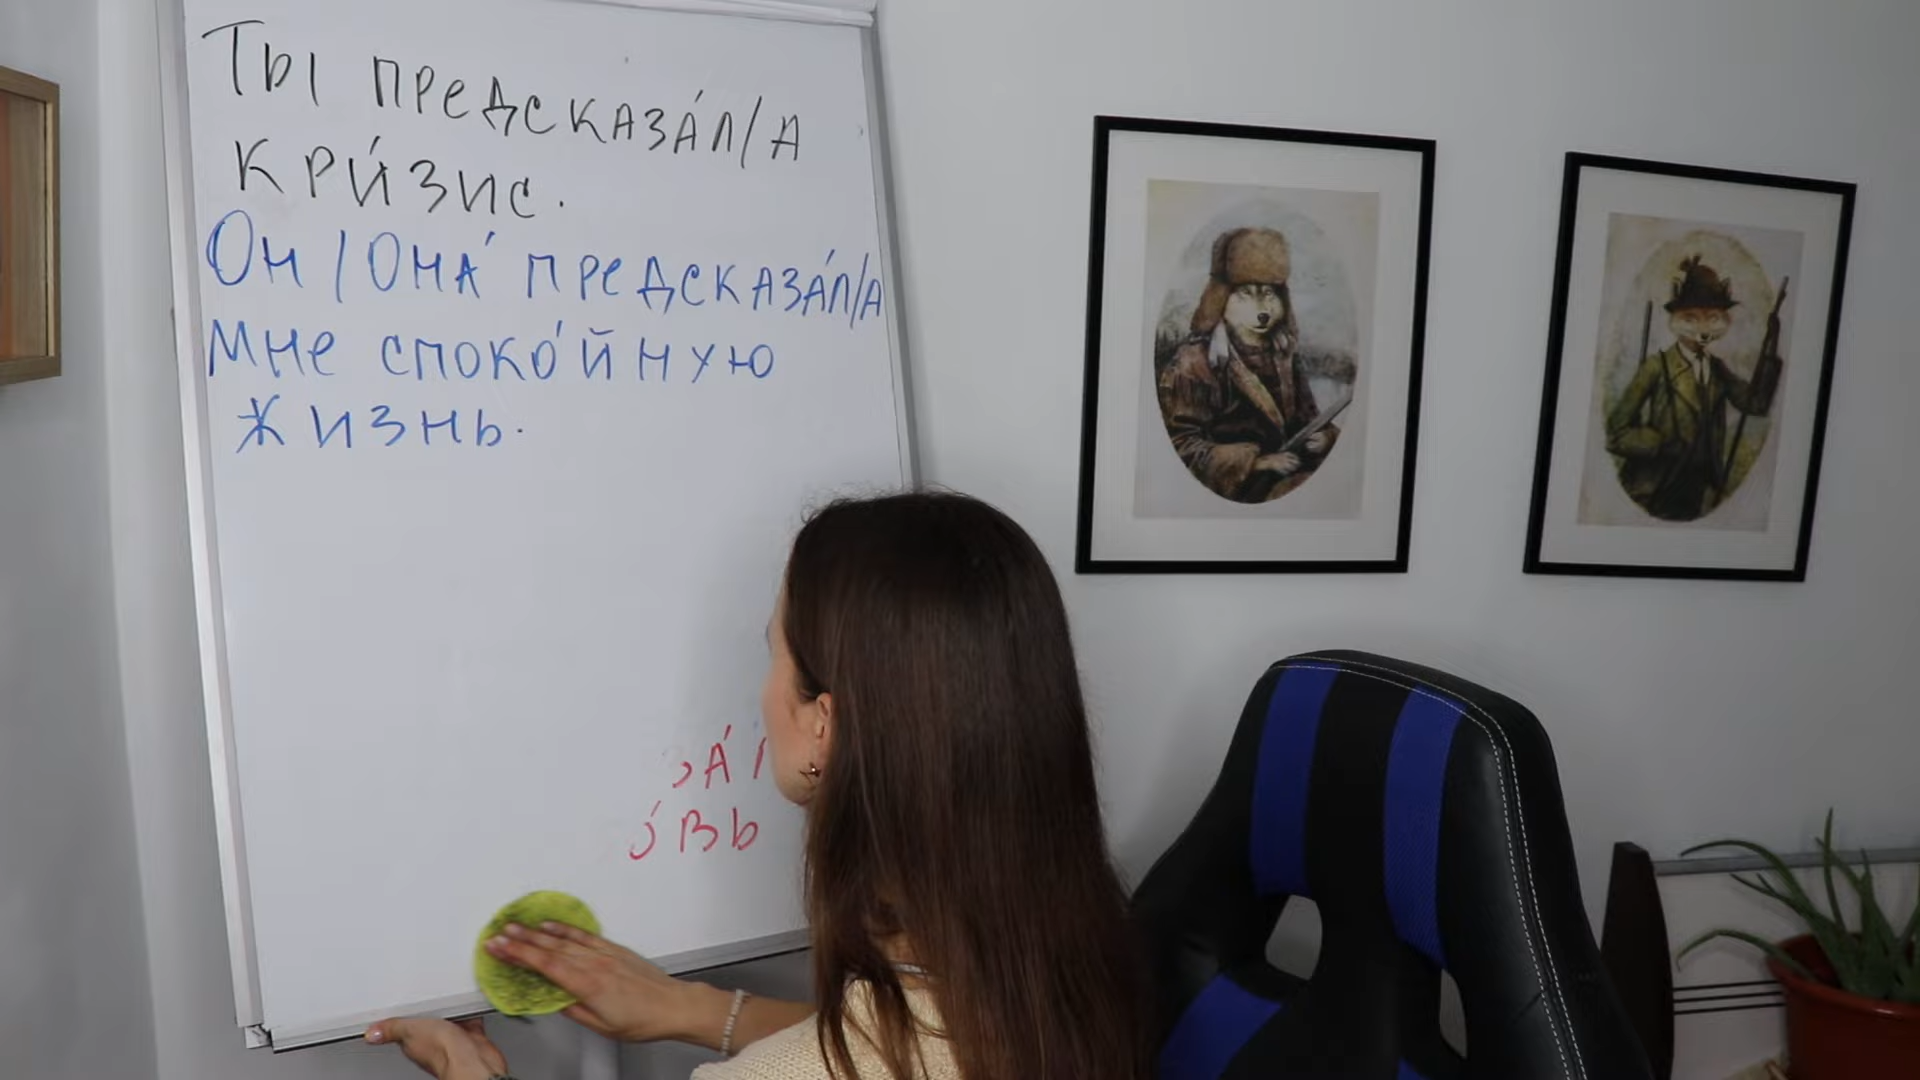 Ты предсказа́л/а
кри́зис.
Он/Она́ предсказа́л/а
мне споко́йную
жизнь.